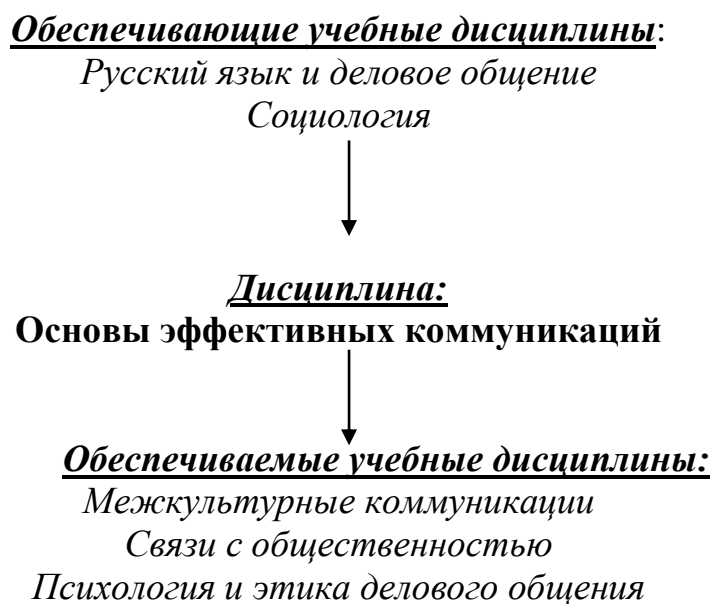 Обеспечивающие учебные дисциплины:
Русский язык и деловое общение
Социология
Дисциплина:
Основы эффективных коммуникаций
Обеспечиваемые учебные дисциплины:
Межкультурные коммуникации
Связи с общественностью
Психология и этика делового общения